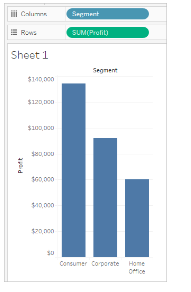 Columns Segment
Rows SUM(Profit)
Sheet 1
Segment
$140,000
$120,000
$100,000
$80,000
$60,000
$40,000
$20,000
$0
Profit
Consumer Corporate Home
Office